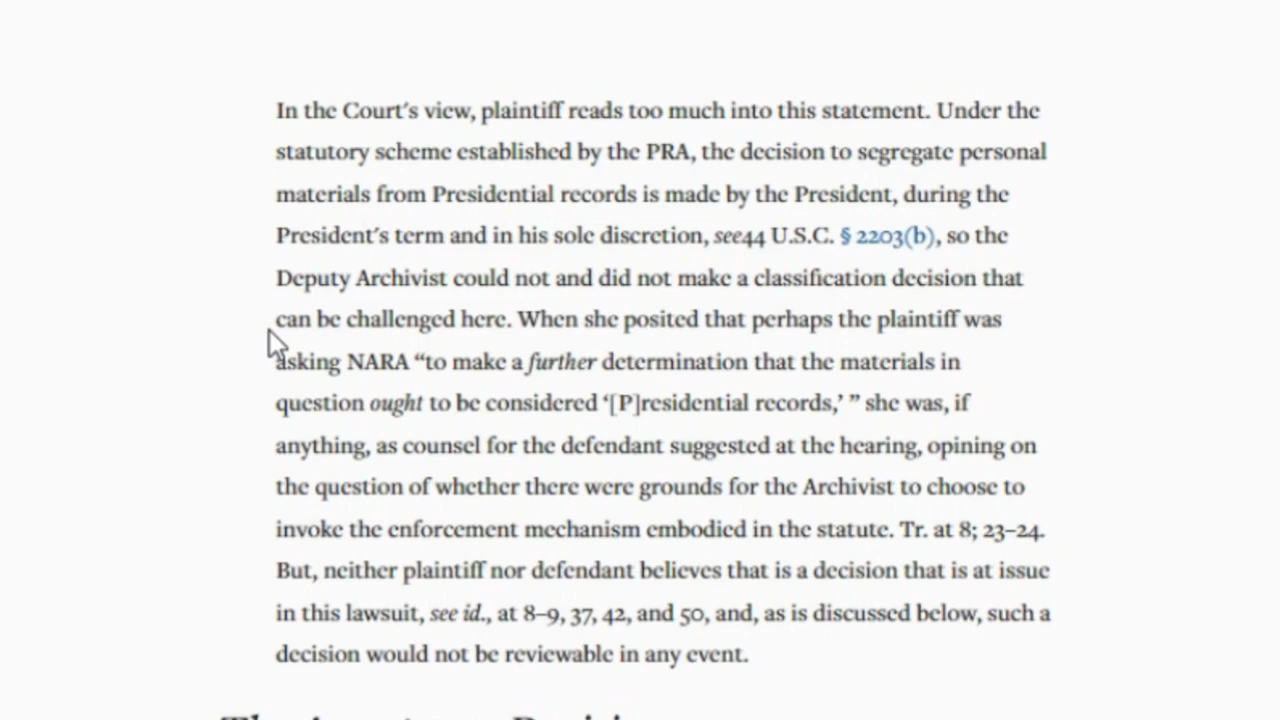 In the Court's view, plaintiff reads too much into this statement. Under the
statutory scheme established by the PRA, the decision to segregate personal
materials from Presidential records is made by the President, during the
President's term and in his sole discretion, see44 U.S.C. § 2203(b), so the
Deputy Archivist could not and did not make a classification decision that
can be challenged here. When she posited that perhaps the plaintiff was
asking NARA “to make a further determination that the materials in
question ought to be considered ‘[P]residential records,’ ” she was, if
anything, as counsel for the defendant suggested at the hearing, opining on
the question of whether there were grounds for the Archivist to choose to
invoke the enforcement mechanism embodied in the statute. Tr. at 8; 23–24.
But, neither plaintiff nor defendant believes that is a decision that is at issue
in this lawsuit, see id., at 8–9, 37, 42, and 50, and, as is discussed below, such a
decision would not be reviewable in any event.